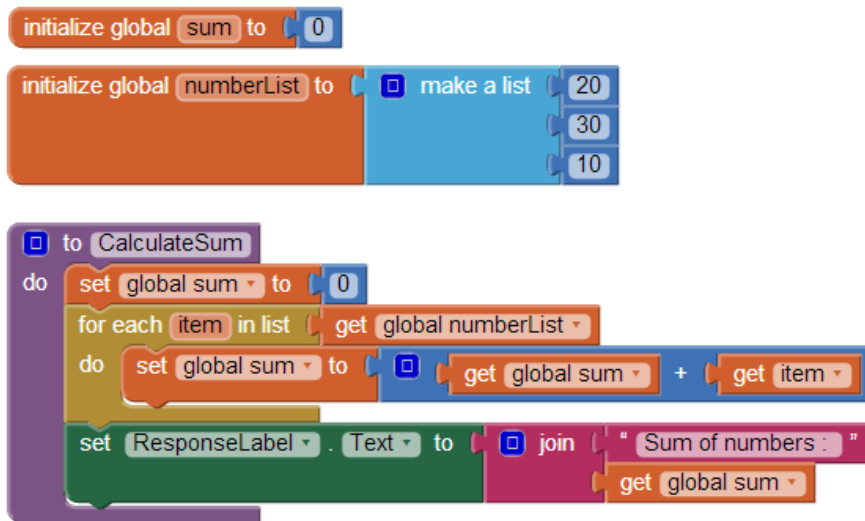 initialize global sum to 0
initialize global numberList to make a list 20
30
10
to CalculateSum
do set global sum to 0
for each item in list get global numberList
do set global sum to get global sum + get item
set ResponseLabel . Text to join " Sum of numbers : "
get global sum